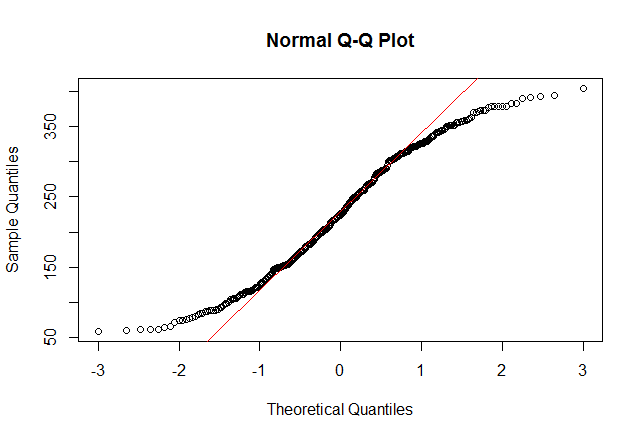 Normal Q-Q Plot
Sample Quantiles
350
250
150
50
-3 -2 -1 0 1 2 3
Theoretical Quantiles